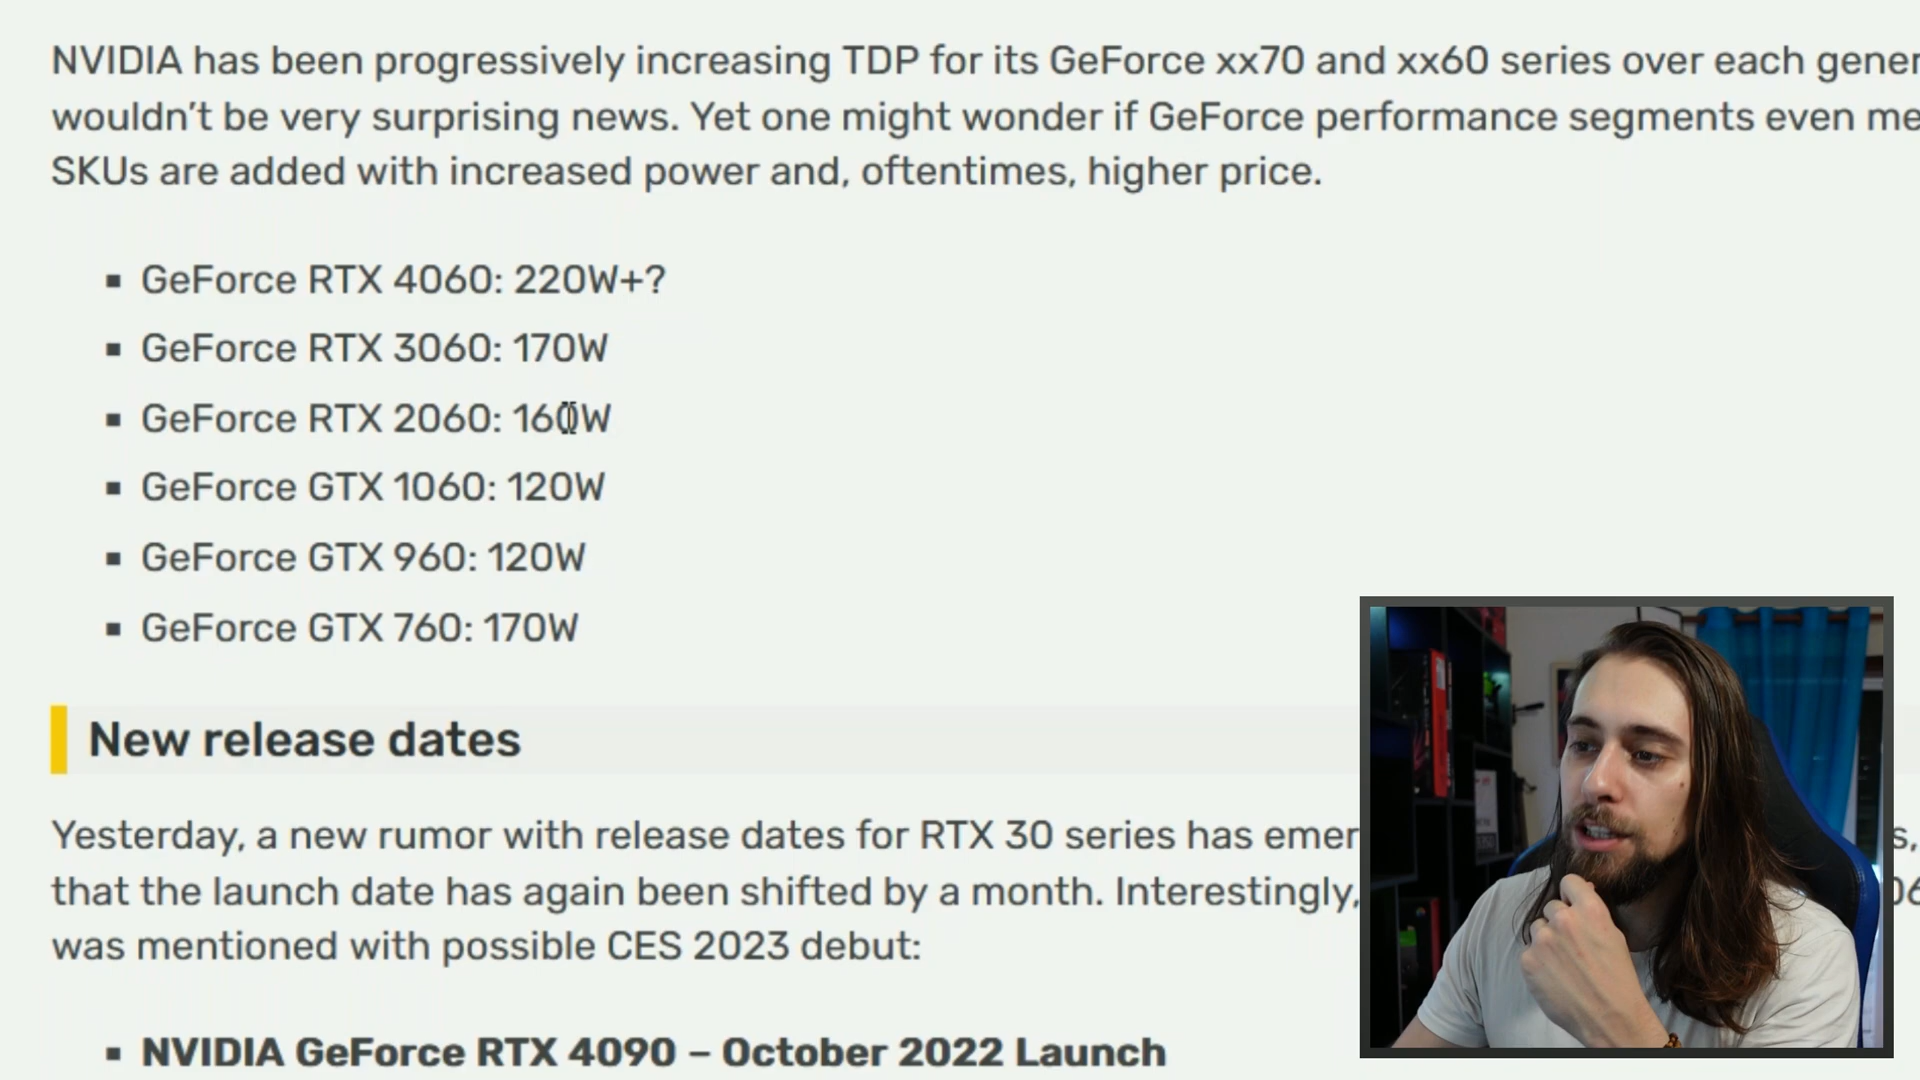 NVIDIA has been progressively increasing TDP for its GeForce xx70 and xx60 series over each
wouldn't be very surprising news. Yet one might wonder if GeForce performance segments even
SKUs are added with increased power and, oftentimes, higher price.
▪ GeForce RTX 4060: 220W+?
▪ GeForce RTX 3060: 170W
▪ GeForce RTX 2060: 160W
▪ GeForce GTX 1060: 120W
▪ GeForce GTX 960: 120W
▪ GeForce GTX 760: 170W
New release dates
Yesterday, a new rumor with release dates for RTX 30 series has
that the launch date has again been shifted by a month. Interestingly,
was mentioned with possible CES 2023 debut:
▪ NVIDIA GeForce RTX 4090 – October 2022 Launch